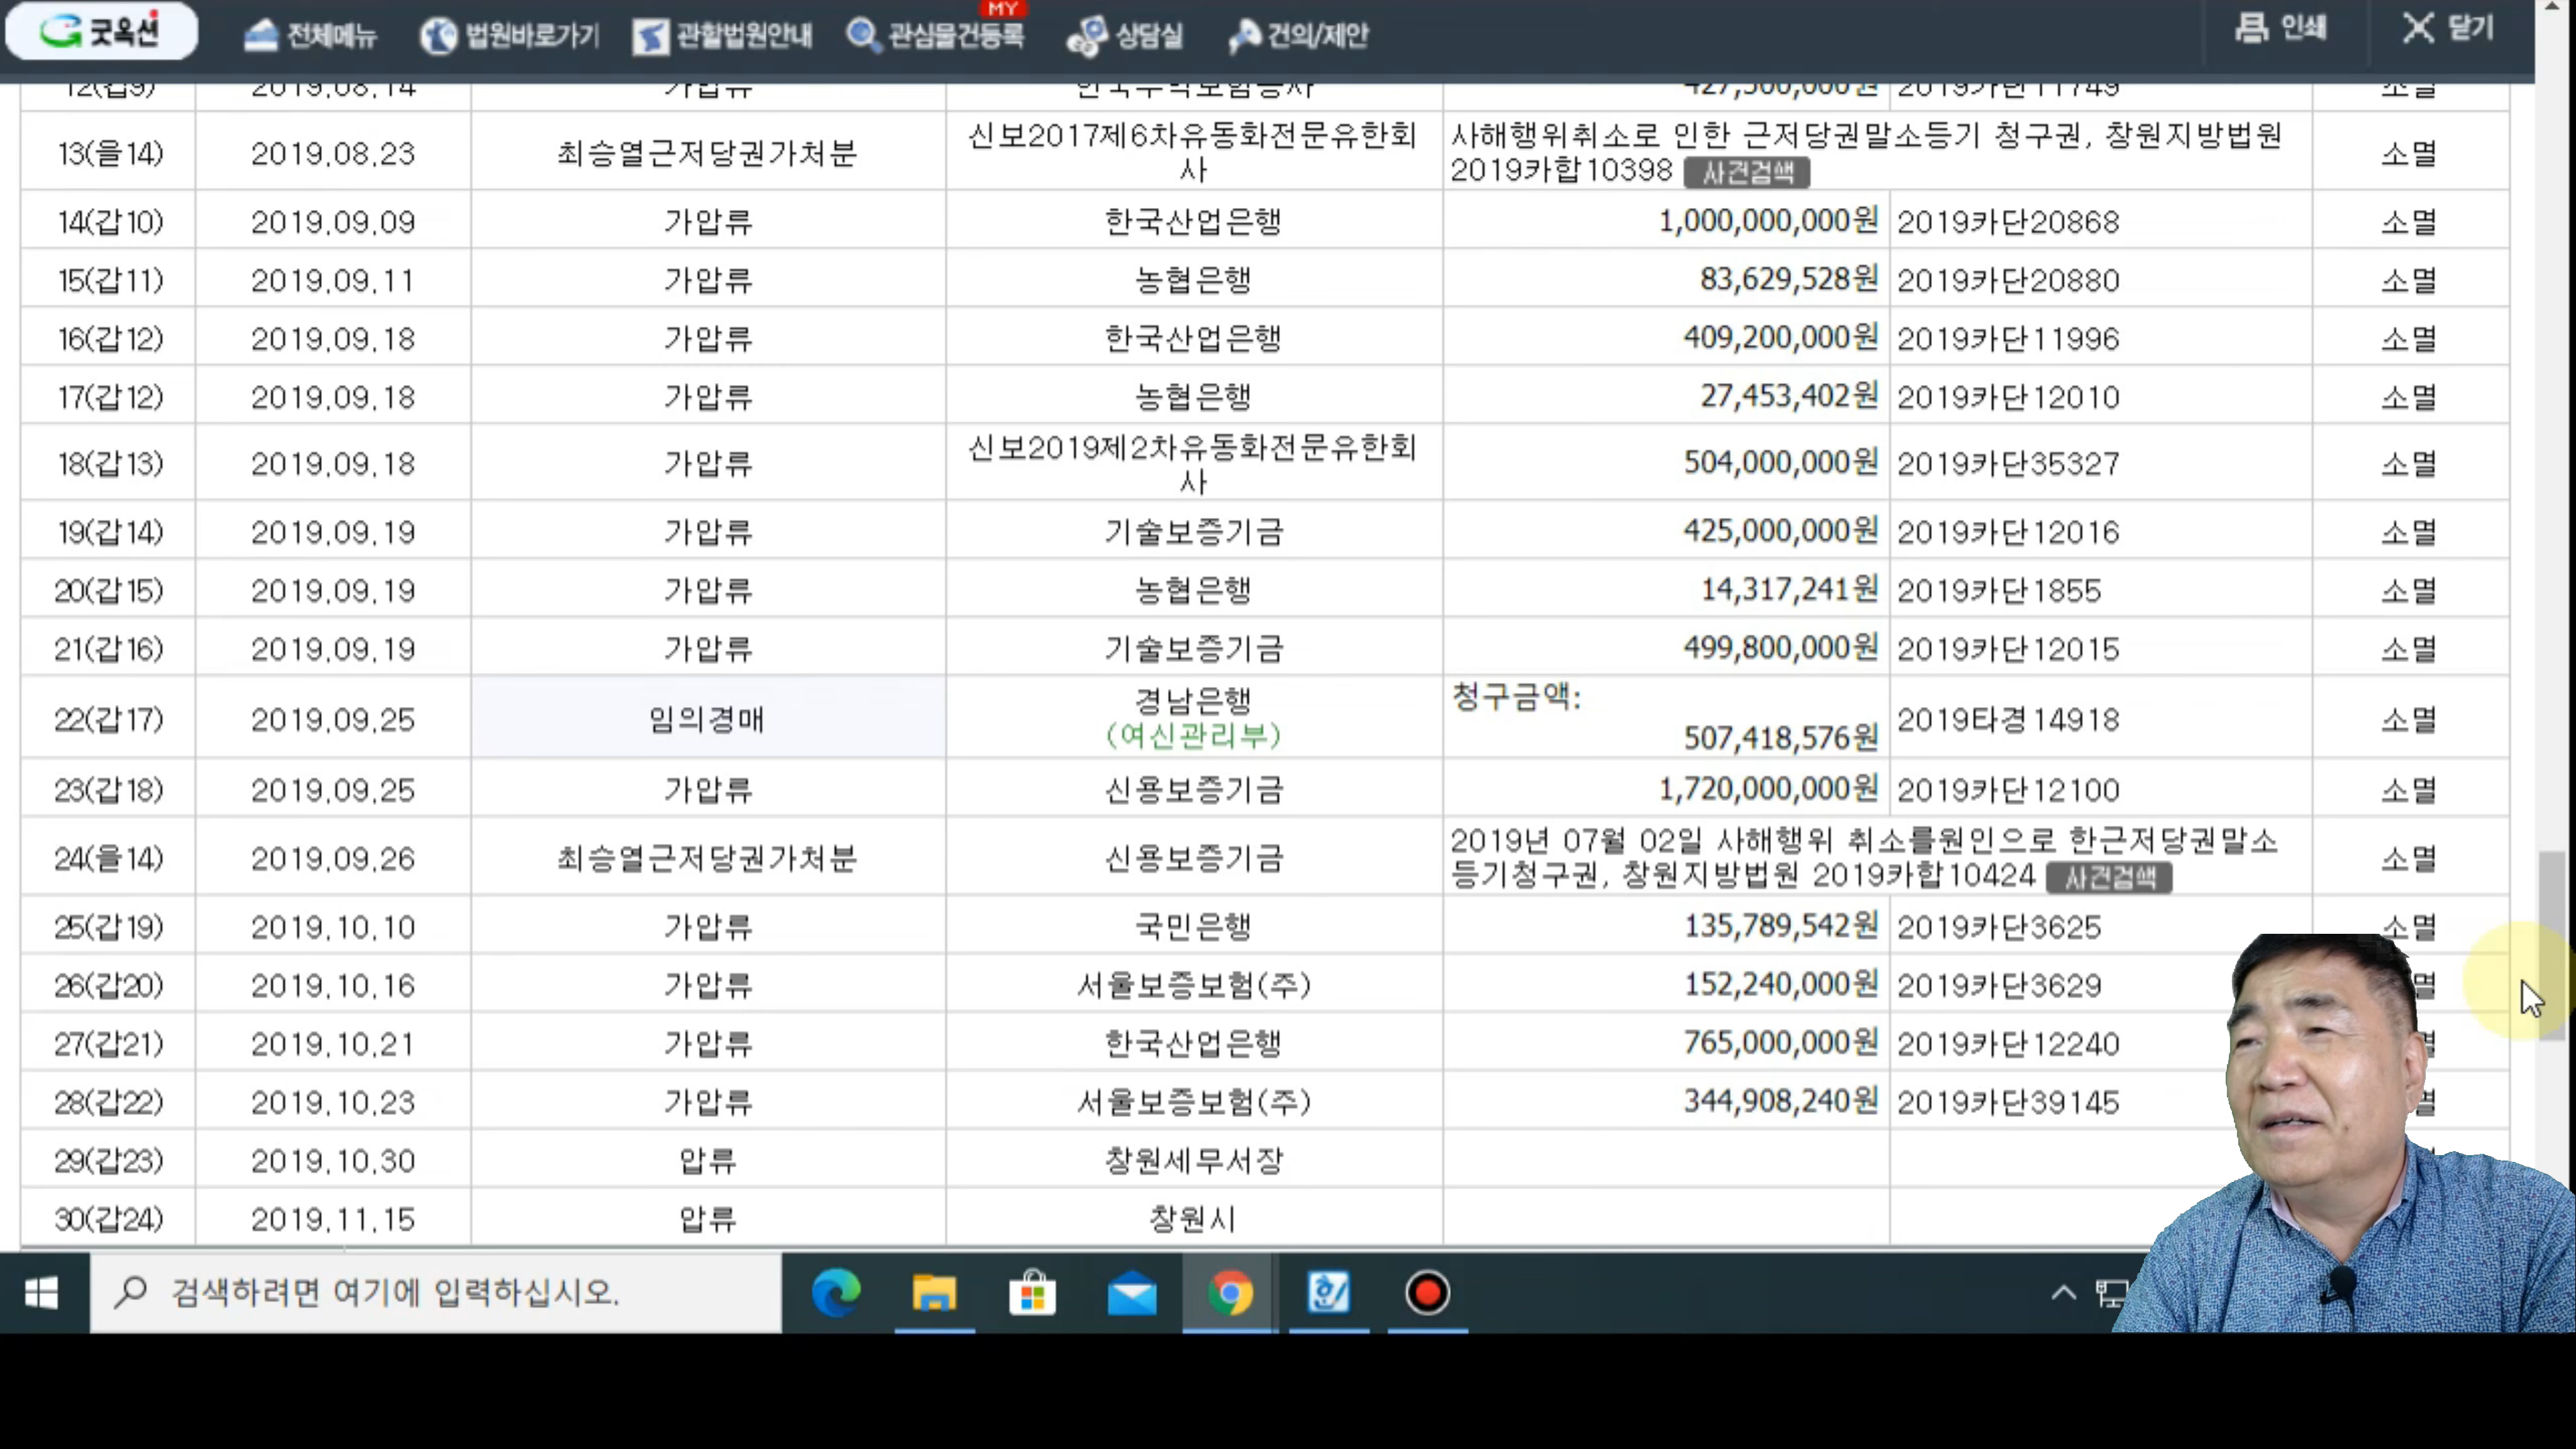 굿옥션
전체메뉴
법원바로가기
관할법원안내
MY
관심물건등록
상담실
건의/제안
인쇄
닫기
12(갑9) 2019.08.14 가압류 한국무역보험공사 427,500,000원 2019카단11749 소멸
13(을14) 2019.08.23 최승열근저당권가처분 신보2017제6차유동화전문유한회
사
사해행위취소로 인한 근저당권말소등기 청구권, 창원지방법원
2019카합10398 사건검색
소멸
14(갑10) 2019.09.09 가압류 한국산업은행 1,000,000,000원 2019카단20868 소멸
15(갑11) 2019.09.11 가압류 농협은행 83,629,528원 2019카단20880 소멸
16(갑12) 2019.09.18 가압류 한국산업은행 409,200,000원 2019카단11996 소멸
17(갑12) 2019.09.18 가압류 농협은행 27,453,402원 2019카단12010 소멸
18(갑13) 2019.09.18 가압류 신보2019제2차유동화전문유한회
사
504,000,000원 2019카단35327 소멸
19(갑14) 2019.09.19 가압류 기술보증기금 425,000,000원 2019카단12016 소멸
20(갑15) 2019.09.19 가압류 농협은행 14,317,241원 2019카단1855 소멸
21(갑16) 2019.09.19 가압류 기술보증기금 499,800,000원 2019카단12015 소멸
22(갑17) 2019.09.25 임의경매 경남은행
(여신관리부)
청구금액:
507,418,576원
2019타경14918 소멸
23(갑18) 2019.09.25 가압류 신용보증기금 1,720,000,000원 2019카단12100 소멸
24(을14) 2019.09.26 최승열근저당권가처분 신용보증기금
2019년 07월 02일 사해행위 취소를원인으로 한근저당권말소
등기청구권, 창원지방법원 2019카합10424 사건검색
소멸
25(갑19) 2019.10.10 가압류 국민은행 135,789,542원 2019카단3625 소멸
26(갑20) 2019.10.16 가압류 서울보증보험(주) 152,240,000원 2019카단3629
27(갑21) 2019.10.21 가압류 한국산업은행 765,000,000원 2019카단12240
28(갑22) 2019.10.23 가압류 서울보증보험(주) 344,908,240원 2019카단39145
29(갑23) 2019.10.30 압류 창원세무서장
30(갑24) 2019.11.15 압류 창원시
검색하려면 여기에 입력하십시오.